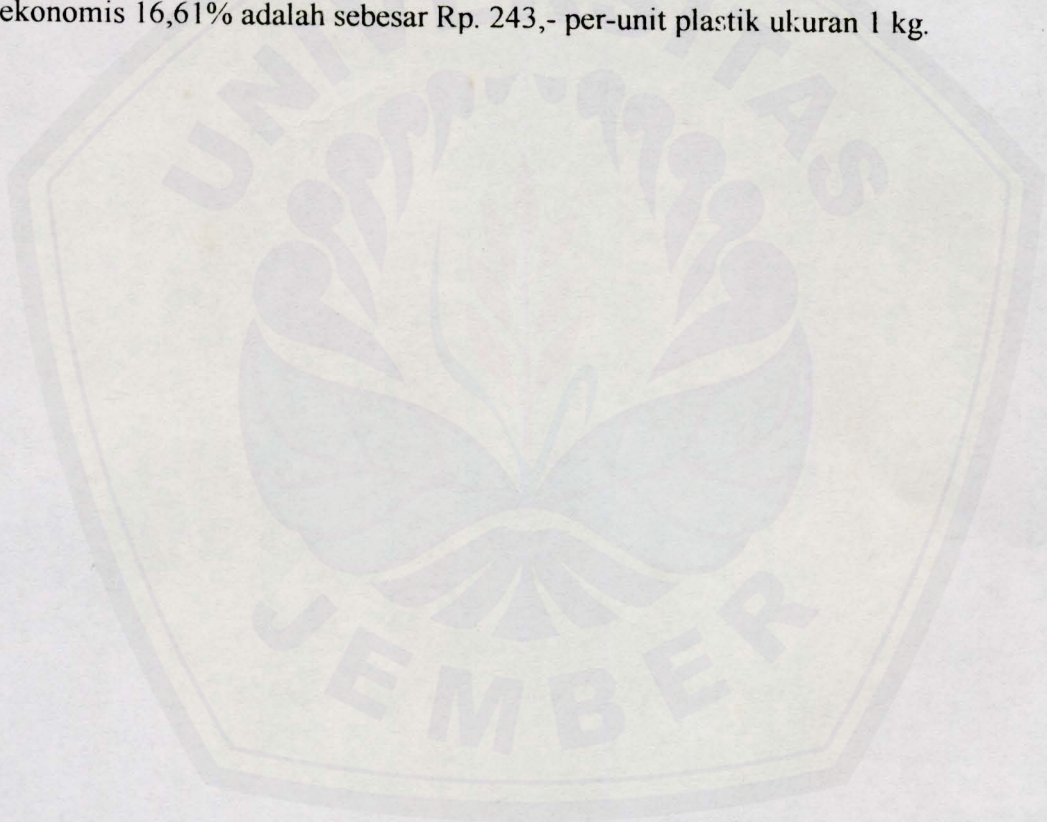 ekonomis 16,61% adalah sebesar Rp. 243,- per-unit plastik ukuran 1 kg.
UNIVERSITAS
JEMBER